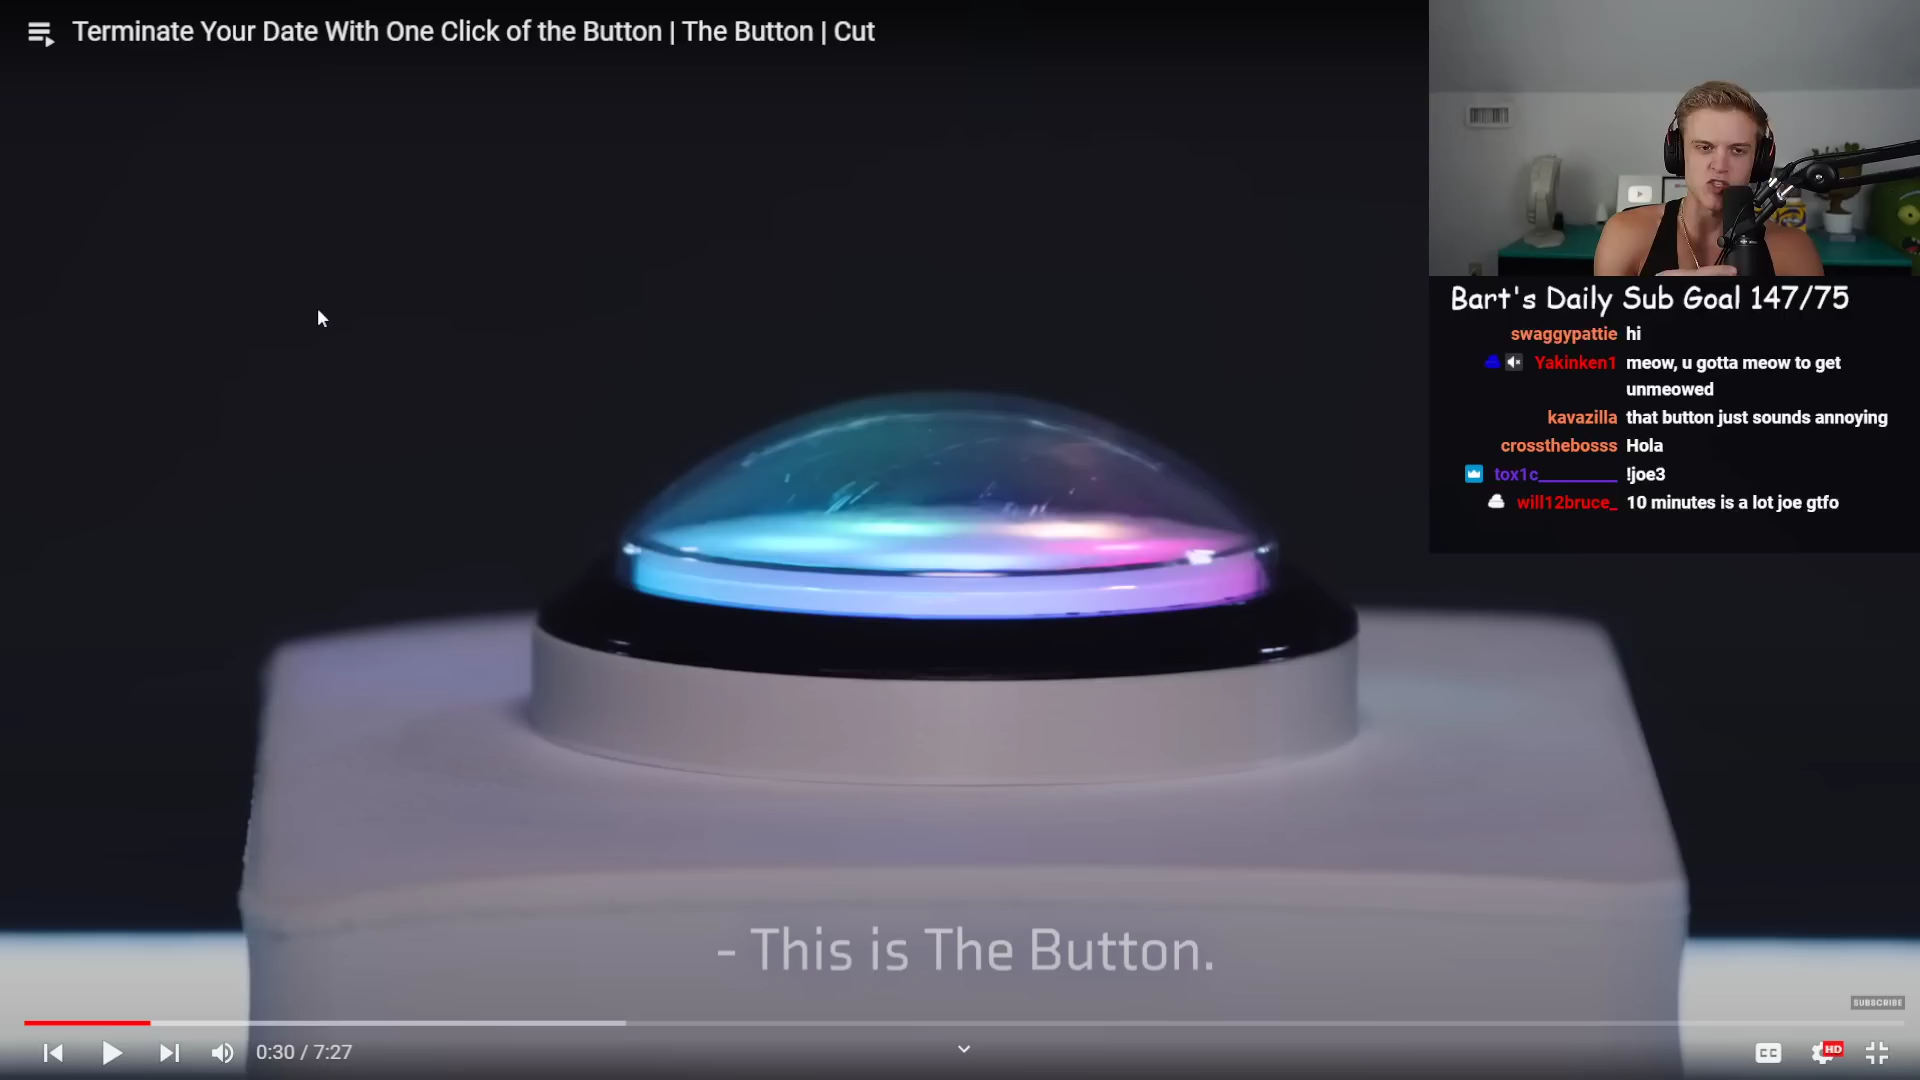 Terminate Your Date With One Click of the Button | The Button | Cut
Bart's Daily Sub Goal 147/75
swaggypattie hi
Yakinken1 meow, u gotta meow to get
unmeowed
kavazilla that button just sounds annoying
crossthebosss Hola
tox1c__________ !joe3
will12bruce_ 10 minutes is a lot joe gtfo
- This is The Button.
SUBSCRIBE
0:30 / 7:27
CC
HD